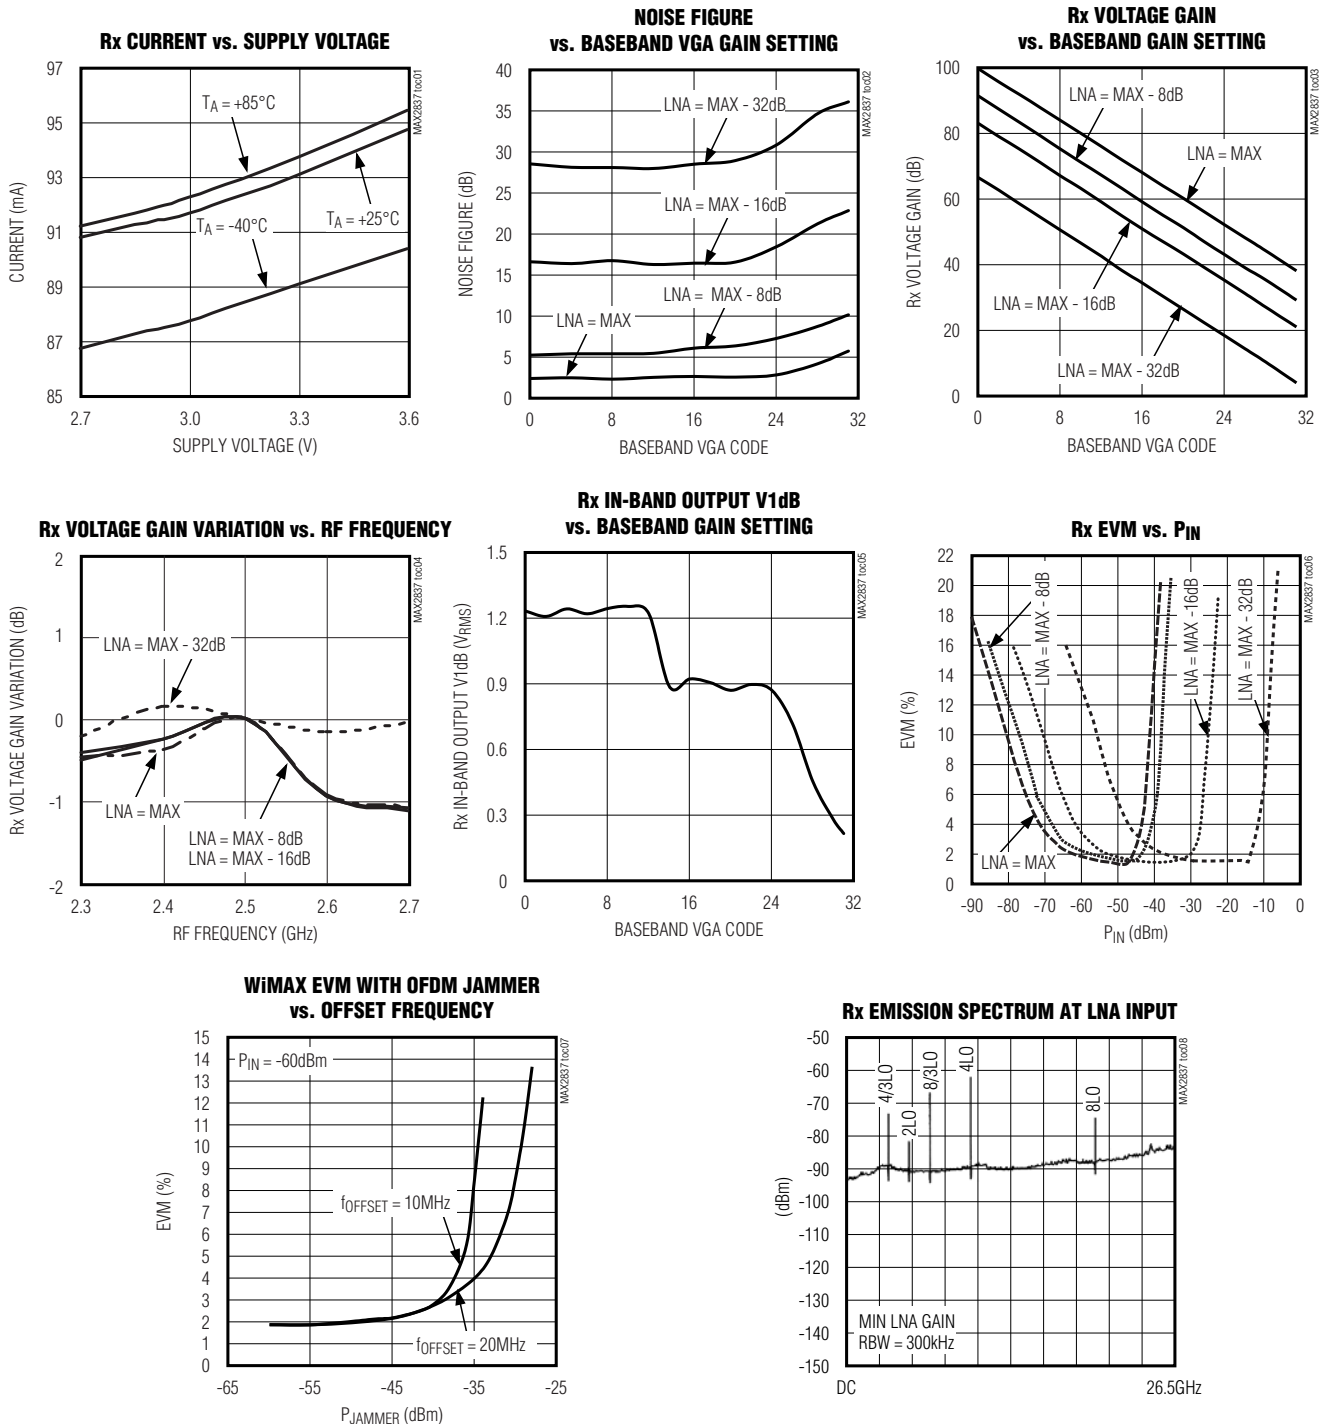 Rx CURRENT vs. SUPPLY VOLTAGE
97
95
93
91
89
87
85
CURRENT (mA)
TA = +85°C
TA = +25°C
TA = -40°C
2.7
3.0
3.3
3.6
SUPPLY VOLTAGE (V)
MAX2837 toc01
NOISE FIGURE
vs. BASEBAND VGA GAIN SETTING
40
35
30
25
20
15
10
5
0
NOISE FIGURE (dB)
LNA = MAX - 32dB
LNA = MAX - 16dB
LNA = MAX - 8dB
LNA = MAX
0
8
16
24
32
BASEBAND VGA CODE
MAX2837 toc02
Rx VOLTAGE GAIN
vs. BASEBAND GAIN SETTING
100
80
60
40
20
0
Rx VOLTAGE GAIN (dB)
LNA = MAX - 8dB
LNA = MAX
LNA = MAX - 16dB
LNA = MAX - 32dB
0
8
16
24
32
BASEBAND VGA CODE
MAX2837 toc03
Rx VOLTAGE GAIN VARIATION vs. RF FREQUENCY
2
1
0
-1
-2
Rx VOLTAGE GAIN VARIATION (dB)
LNA = MAX - 32dB
LNA = MAX
LNA = MAX - 8dB
LNA = MAX - 16dB
2.3
2.4
2.5
2.6
2.7
RF FREQUENCY (GHz)
MAX2837 toc04
Rx IN-BAND OUTPUT V1dB
vs. BASEBAND GAIN SETTING
1.5
1.2
0.9
0.6
0.3
0
Rx IN-BAND OUTPUT V1dB (VRMS)
0
8
16
24
32
BASEBAND VGA CODE
MAX2837 toc05
Rx EVM vs. PIN
22
20
18
16
14
12
10
8
6
4
2
0
EVM (%)
LNA = MAX - 8dB
LNA = MAX -16dB
LNA = MAX - 32dB
LNA = MAX
-90
-80
-70
-60
-50
-40
-30
-20
-10
0
PIN (dBm)
MAX2837 toc06
WiMAX EVM WITH OFDM JAMMER
vs. OFFSET FREQUENCY
15
14
13
12
11
10
9
8
7
6
5
4
3
2
1
0
EVM (%)
PIN = -60dBm
fOFFSET = 10MHz
fOFFSET = 20MHz
-65
-55
-45
-35
-25
PJAMMER (dBm)
MAX2837 toc07
Rx EMISSION SPECTRUM AT LNA INPUT
-50
-60
-70
-80
-90
-100
-110
-120
-130
-140
-150
(dBm)
4/3LO
2LO
8/3LO
4LO
8LO
MIN LNA GAIN
RBW = 300kHz
DC
26.5GHz
MAX2837 toc08